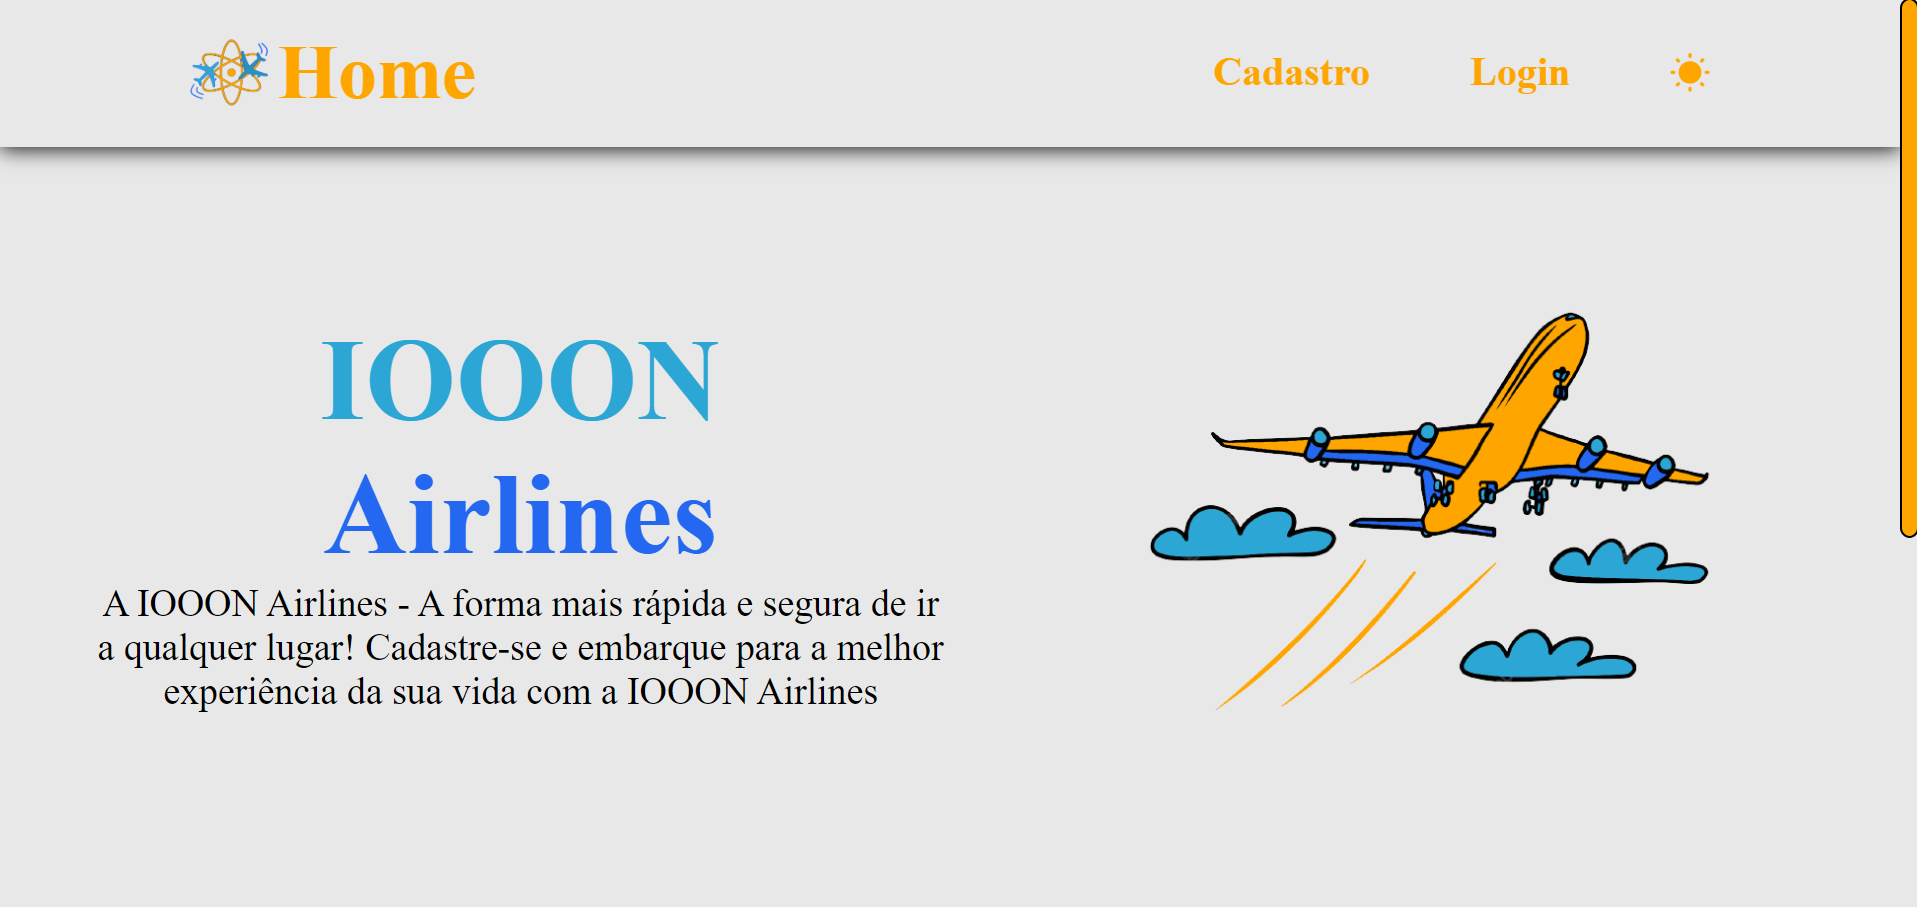 Home
Cadastro
Login
IOOON
Airlines
A IOOON Airlines - A forma mais rápida e segura de ir
a qualquer lugar! Cadastre-se e embarque para a melhor
experiência da sua vida com a IOOON Airlines